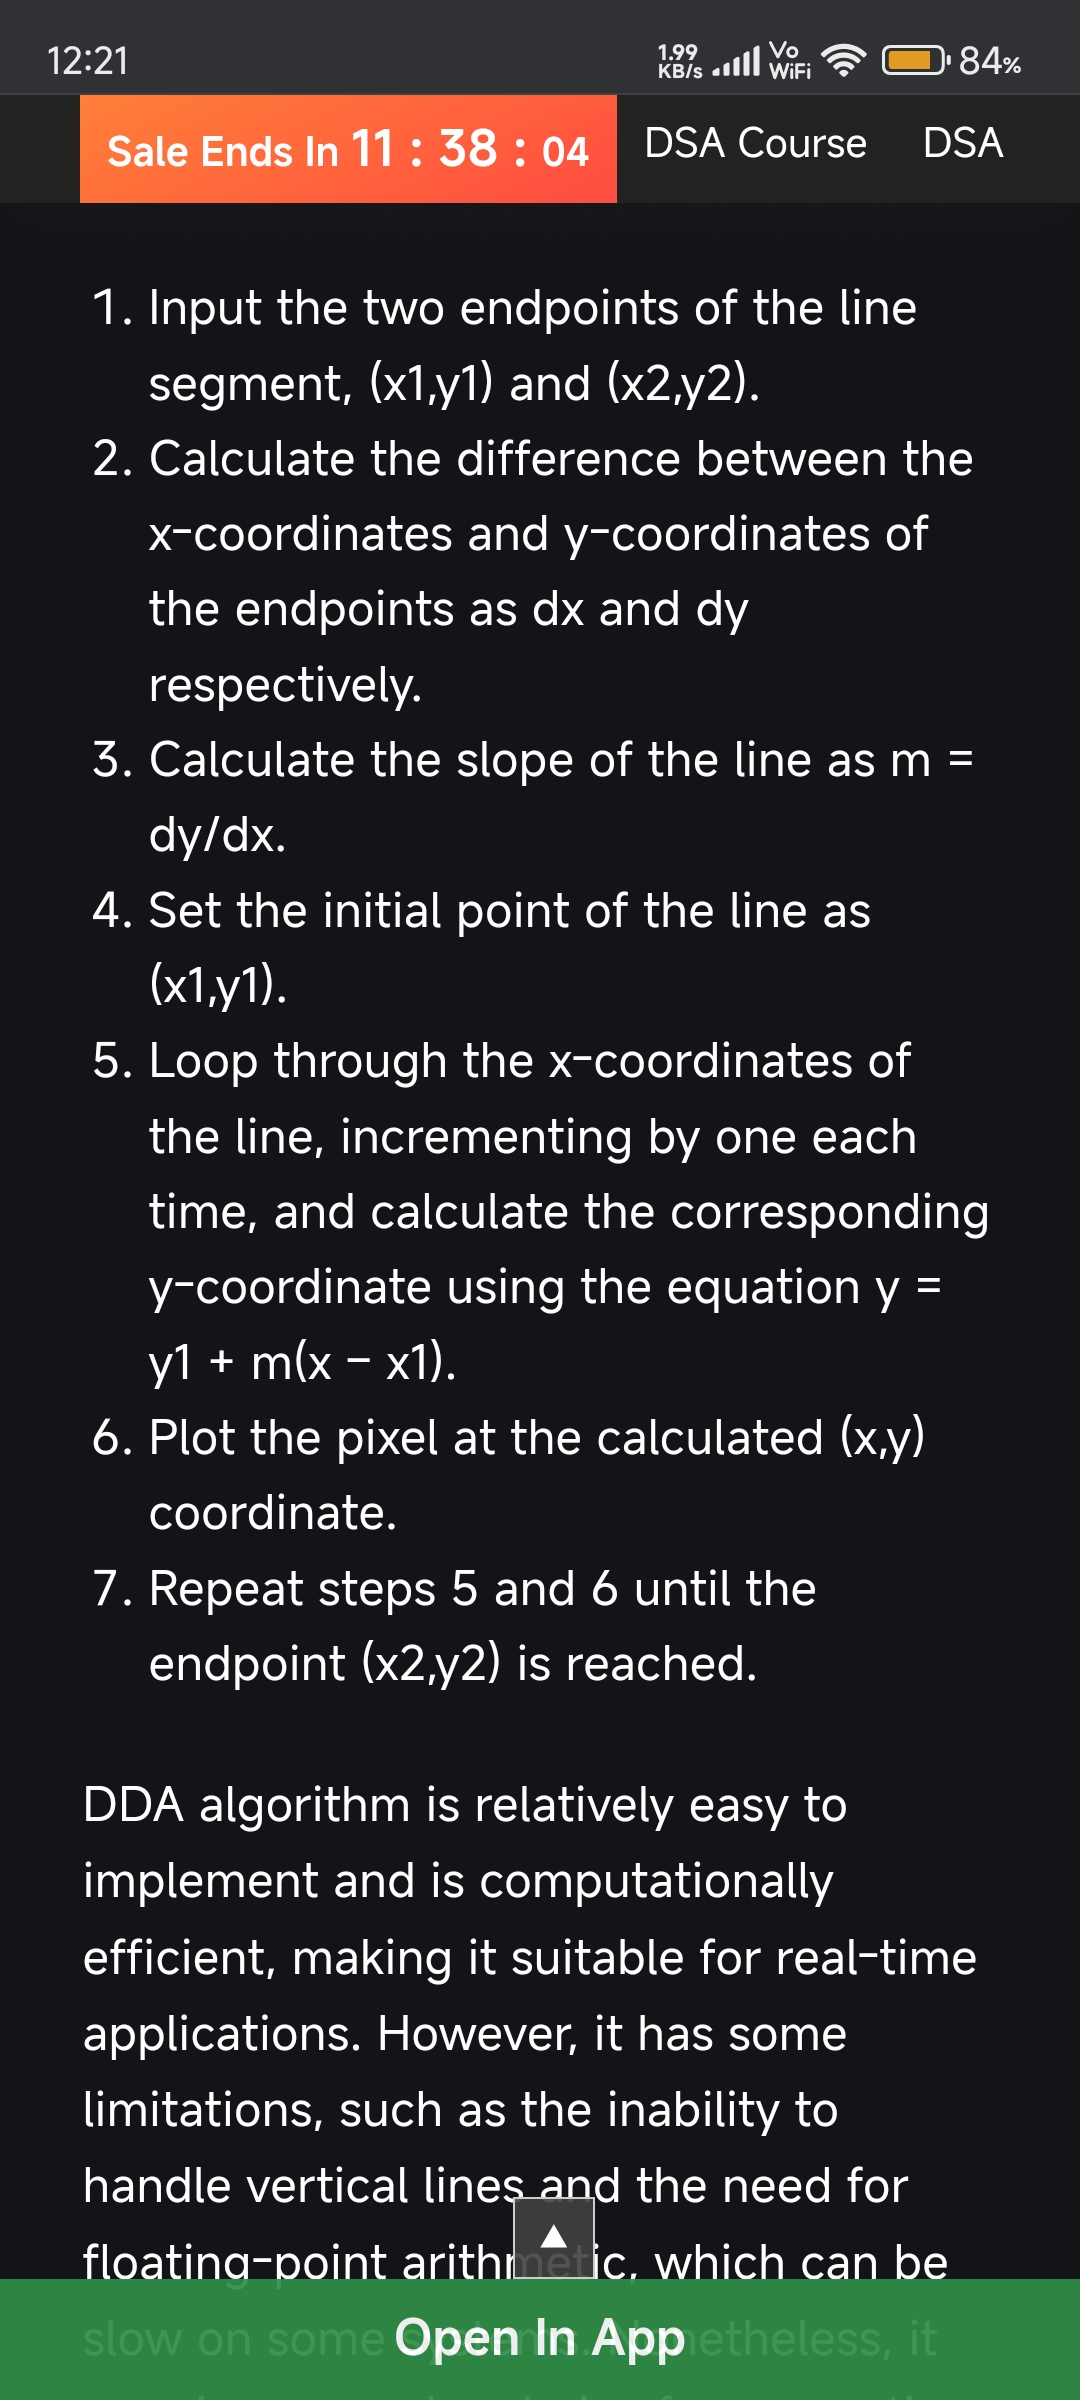 12:21
1.99
KB/s
Vo
WiFi
84%
Sale Ends In 11 : 38 : 04
DSA Course
DSA
1. Input the two endpoints of the line
segment, (x1,y1) and (x2,y2).
2. Calculate the difference between the
x-coordinates and y-coordinates of
the endpoints as dx and dy
respectively.
3. Calculate the slope of the line as m =
dy/dx.
4. Set the initial point of the line as
(x1,y1).
5. Loop through the x-coordinates of
the line, incrementing by one each
time, and calculate the corresponding
y-coordinate using the equation y =
y1 + m(x – x1).
6. Plot the pixel at the calculated (x,y)
coordinate.
7. Repeat steps 5 and 6 until the
endpoint (x2,y2) is reached.
DDA algorithm is relatively easy to
implement and is computationally
efficient, making it suitable for real-time
applications. However, it has some
limitations, such as the inability to
handle vertical lines and the need for
floating-point arithmetic, which can be
slow on some
it
Open In App